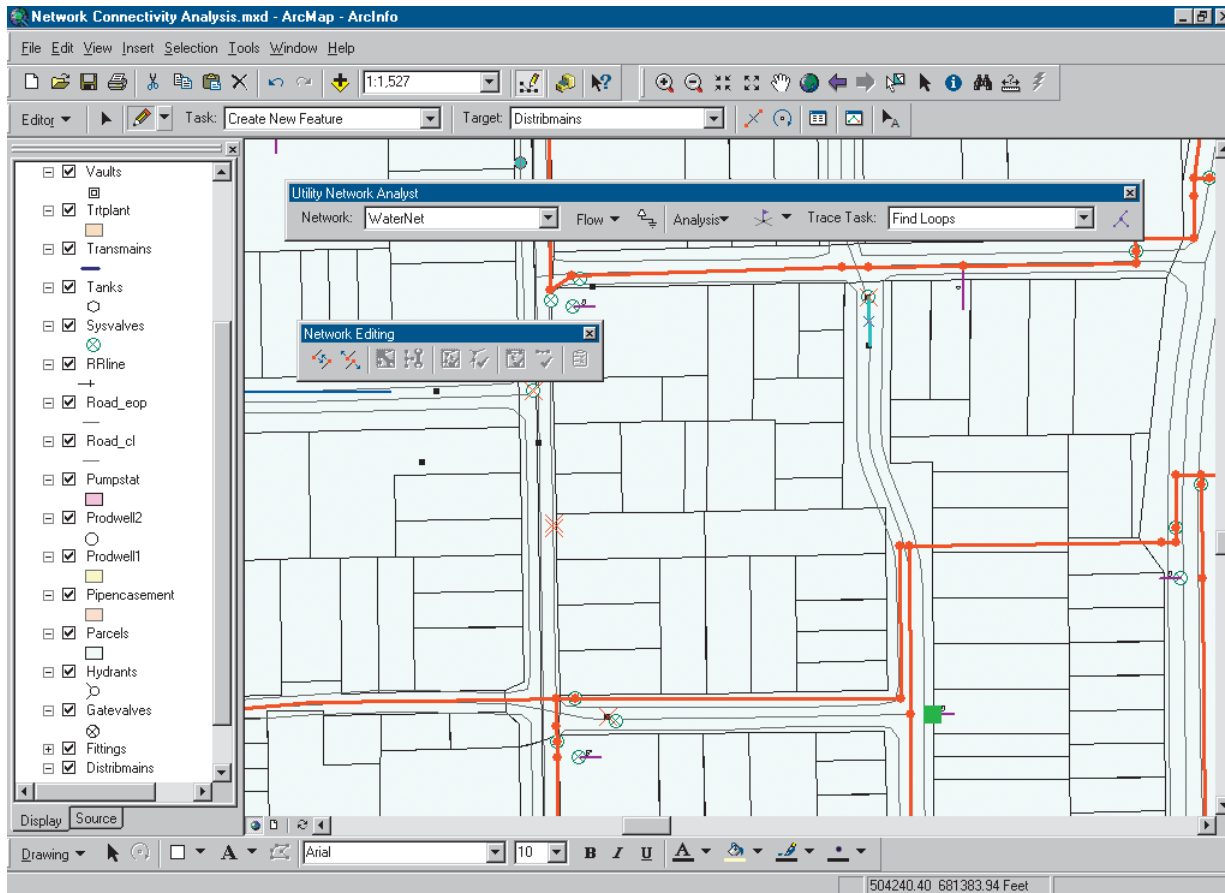 Network Connectivity Analysis.mxd - ArcMap - ArcInfo
File Edit View Insert Selection Tools Window Help
1:1,527
Editor Task: Create New Feature Target: Distribmains
Vaults
Trtplant
Transmains
Tanks
Sysvalves
RRline
Road_eop
Road_cl
Pumpstat
Prodwell2
Prodwell1
Pipencasement
Parcels
Hydrants
Gatevalves
Fittings
Distribmains
Display Source
Utility Network Analyst
Network: WaterNet Flow Analysis Trace Task: Find Loops
Network Editing
Drawing A Arial 10 B I U A
504240.40 681383.94 Feet